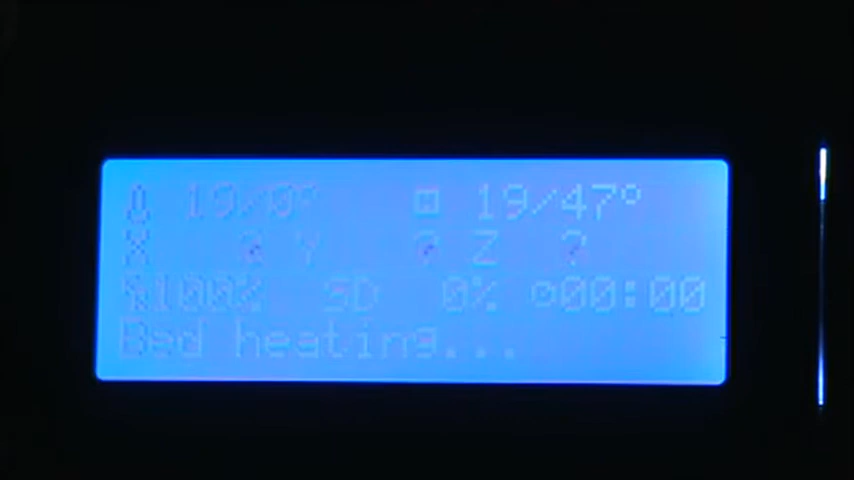 19/0° 19/47°
X ? Y ? Z ?
100% SD 0% 00:00
Bed heating...